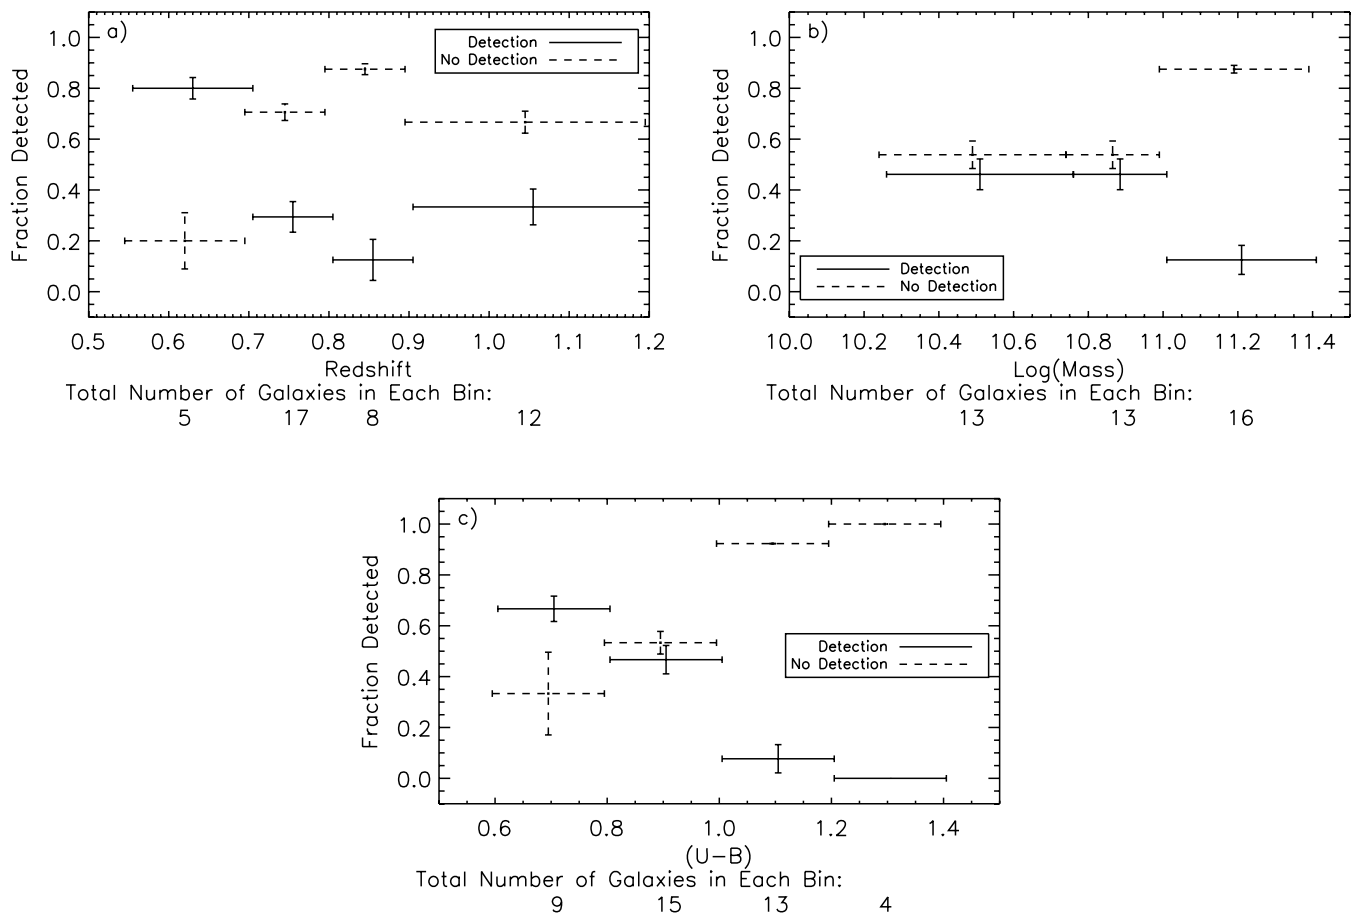 a)
Detection
No Detection
Fraction Detected
1.0
0.8
0.6
0.4
0.2
0.0
0.5 0.6 0.7 0.8 0.9 1.0 1.1 1.2
Redshift
Total Number of Galaxies in Each Bin:
5 17 8 12
b)
Fraction Detected
1.0
0.8
0.6
0.4
0.2
0.0
Detection
No Detection
10.0 10.2 10.4 10.6 10.8 11.0 11.2 11.4
Log(Mass)
Total Number of Galaxies in Each Bin:
13 13 16
c)
Fraction Detected
1.0
0.8
0.6
0.4
0.2
0.0
Detection
No Detection
0.6 0.8 1.0 1.2 1.4
(U-B)
Total Number of Galaxies in Each Bin:
9 15 13 4